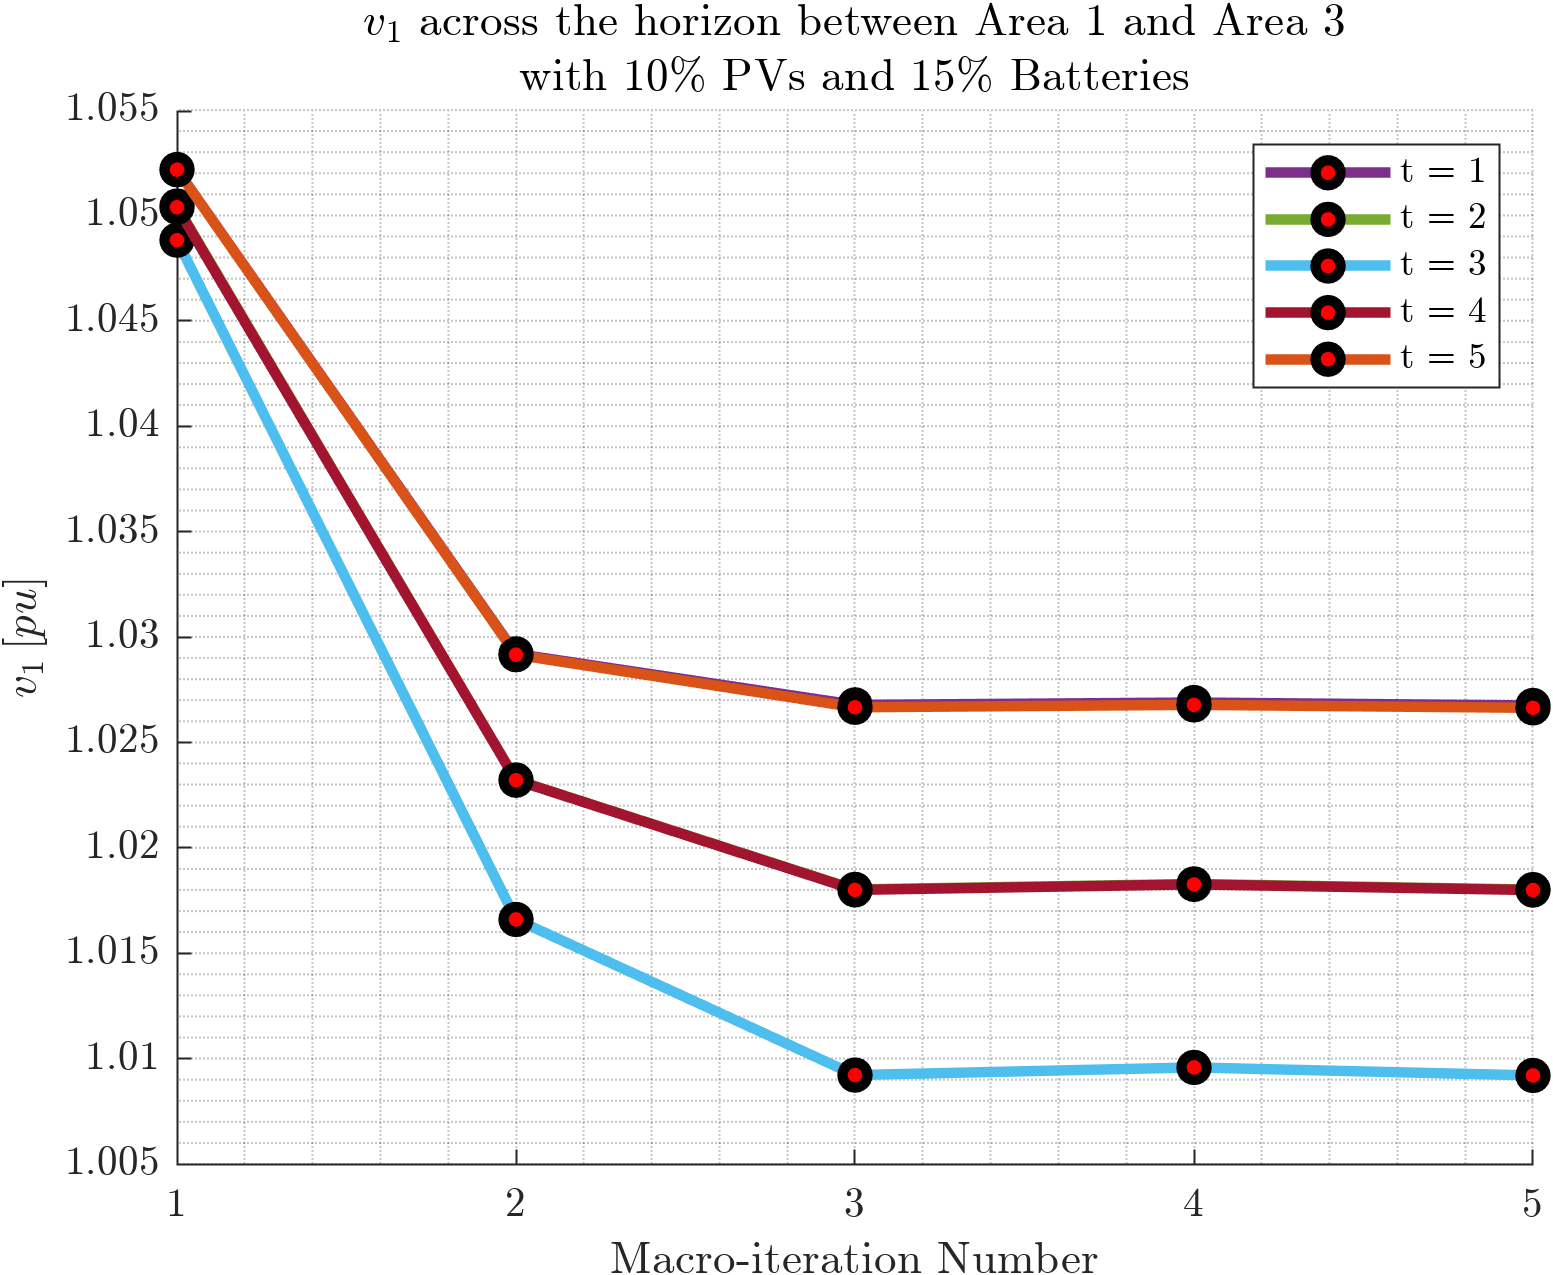 v₁ across the horizon between Area 1 and Area 3
with 10% PVs and 15% Batteries
1.055
1.05
1.045
1.04
1.035
1.03
1.025
1.02
1.015
1.01
1.005
v₁ [pu]
t = 1
t = 2
t = 3
t = 4
t = 5
1 2 3 4 5
Macro-iteration Number